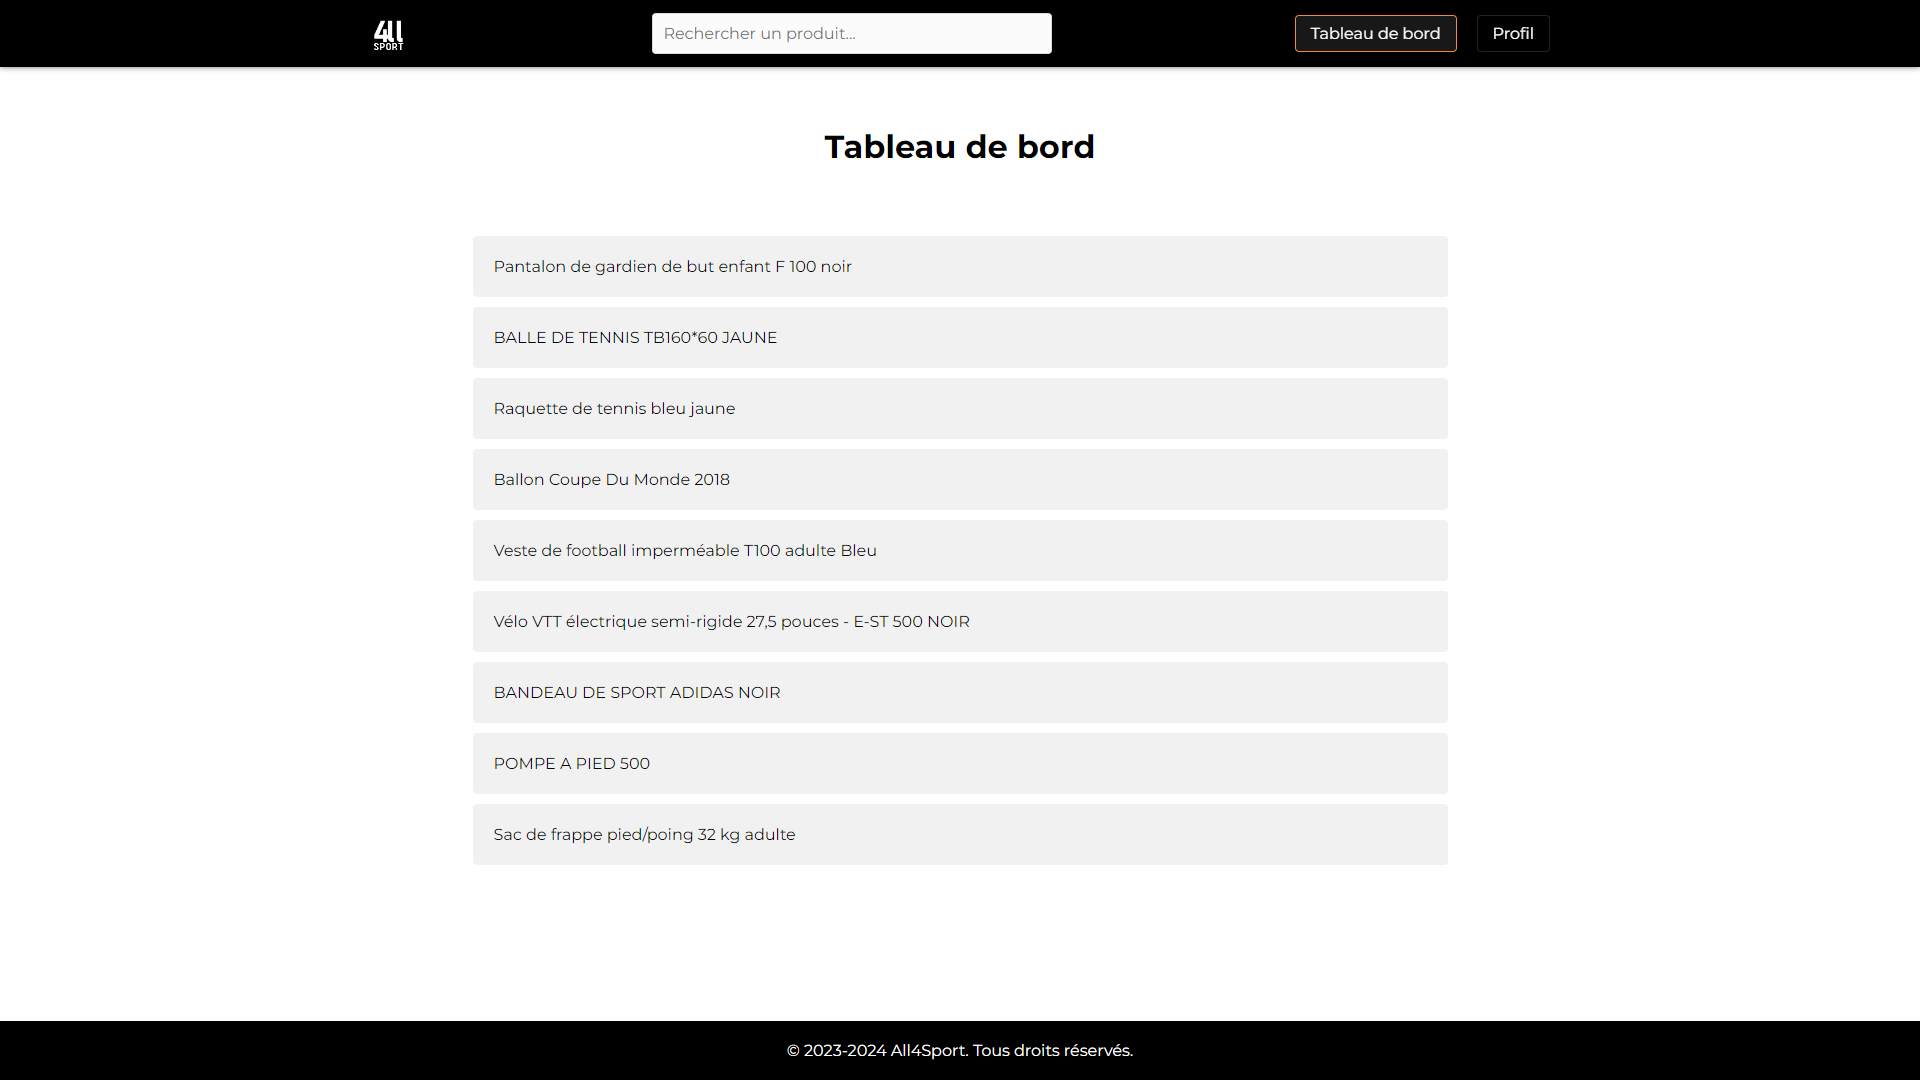 4ll
SPORT
Rechercher un produit...
Tableau de bord
Profil
Tableau de bord
Pantalon de gardien de but enfant F 100 noir
BALLE DE TENNIS TB160*60 JAUNE
Raquette de tennis bleu jaune
Ballon Coupe Du Monde 2018
Veste de football imperméable T100 adulte Bleu
Vélo VTT électrique semi-rigide 27,5 pouces - E-ST 500 NOIR
BANDEAU DE SPORT ADIDAS NOIR
POMPE A PIED 500
Sac de frappe pied/poing 32 kg adulte
© 2023-2024 All4Sport. Tous droits réservés.